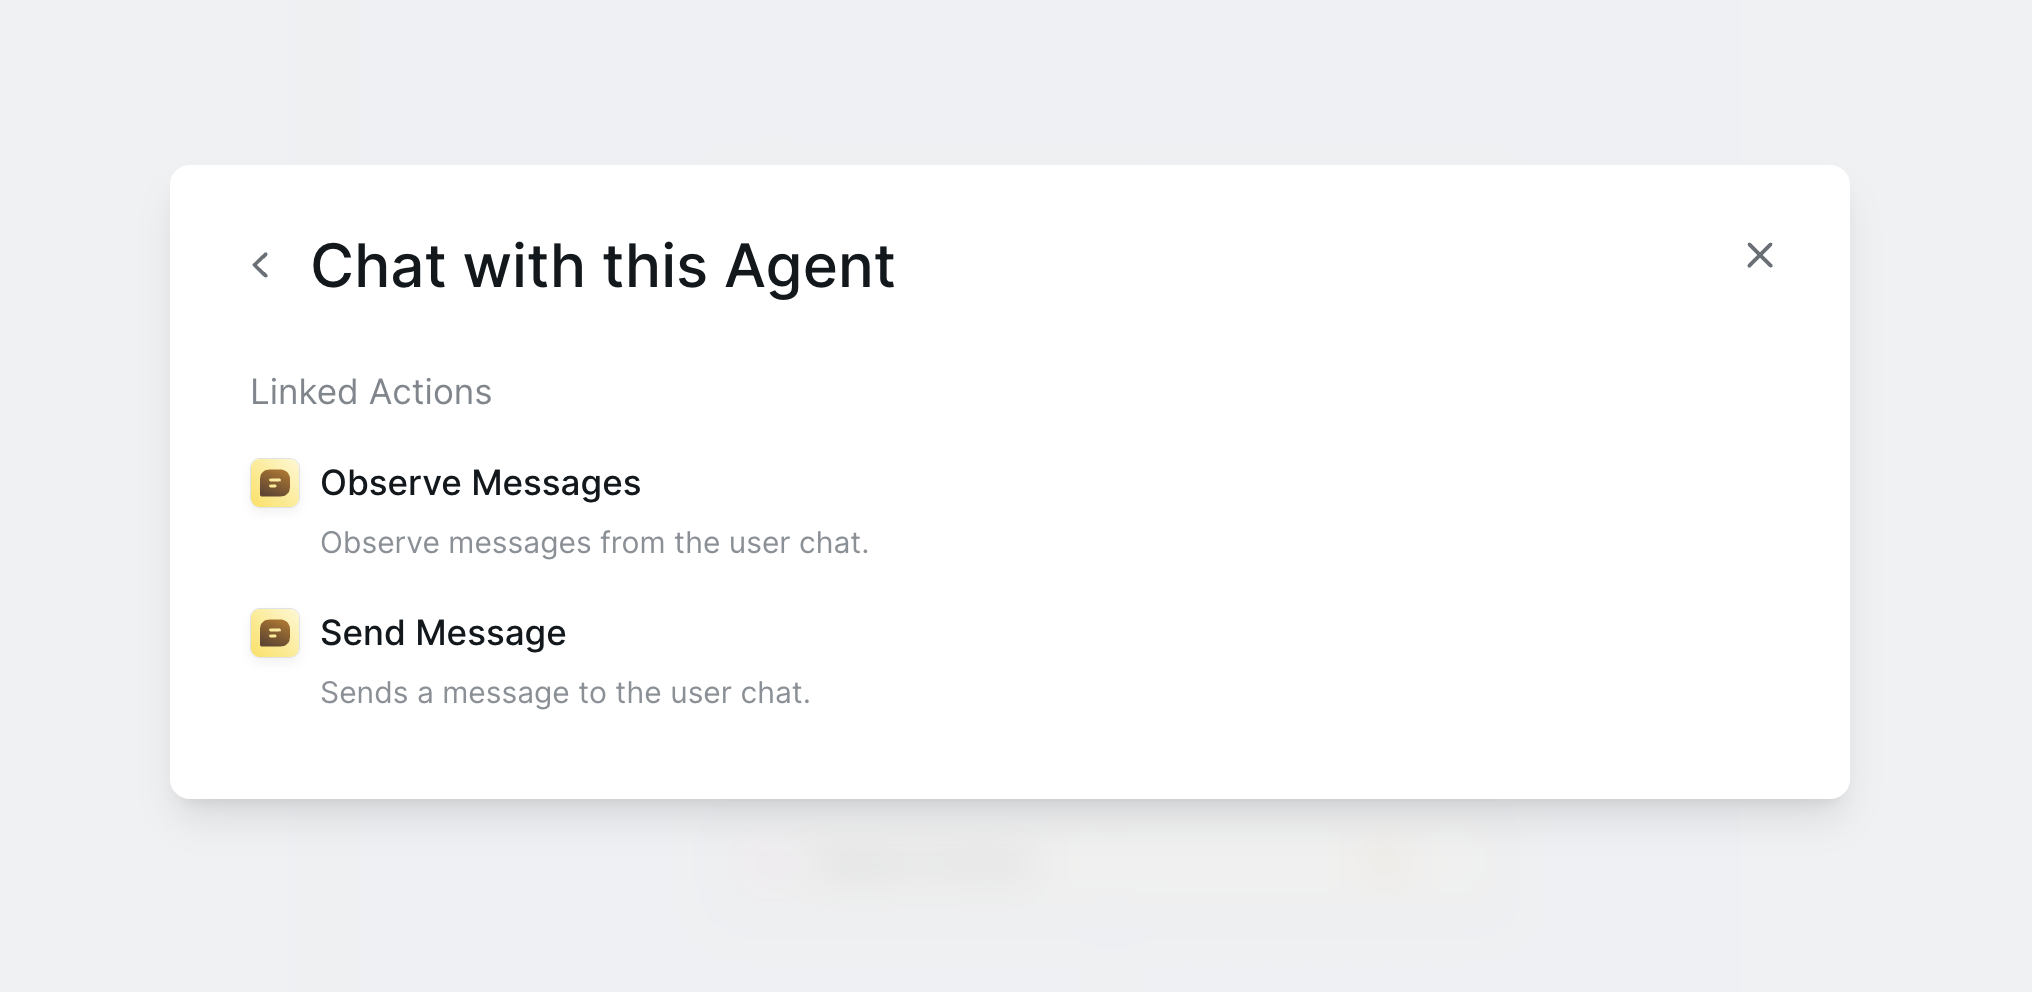 Chat with this Agent
Linked Actions
Observe Messages
Observe messages from the user chat.
Send Message
Sends a message to the user chat.